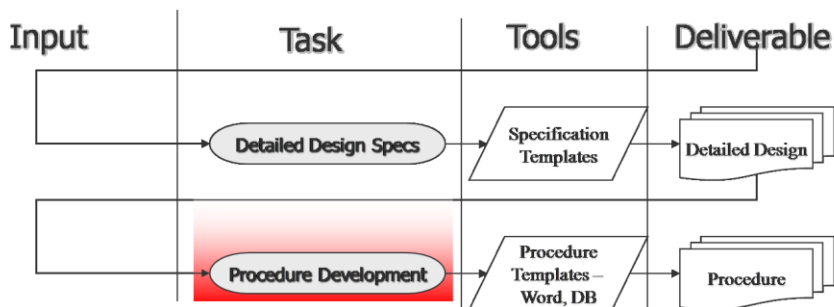 Input
Task
Tools
Deliverable
Detailed Design Specs
Specification
Templates
Detailed Design
Procedure Development
Procedure
Templates –
Word, DB
Procedure